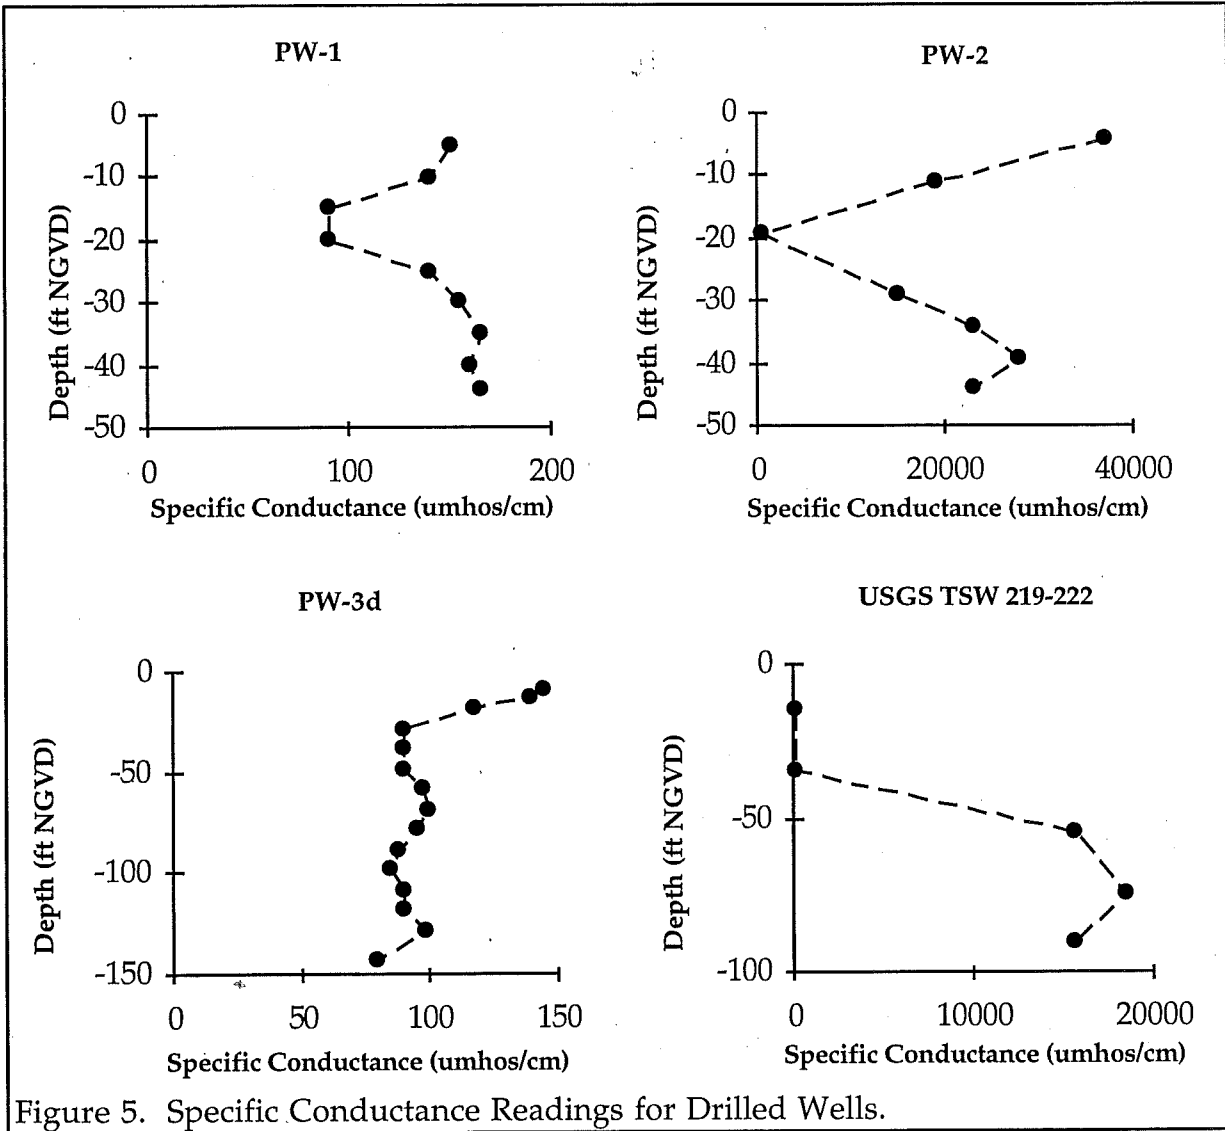 PW-1
0
-10
-20
-30
-40
-50
Depth (ft NGVD)
0 100 200
Specific Conductance (umhos/cm)
PW-2
0
-10
-20
-30
-40
-50
Depth (ft NGVD)
0 20000 40000
Specific Conductance (umhos/cm)
PW-3d
0
-50
-100
-150
Depth (ft NGVD)
0 50 100 150
Specific Conductance (umhos/cm)
USGS TSW 219-222
0
-50
-100
Depth (ft NGVD)
0 10000 20000
Specific Conductance (umhos/cm)
Figure 5. Specific Conductance Readings for Drilled Wells.